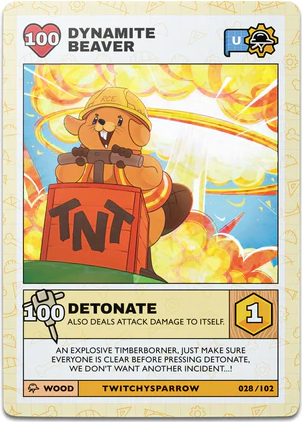 100
DYNAMITE
BEAVER
U
ACE
TNT
100
DETONATE
ALSO DEALS ATTACK DAMAGE TO ITSELF.
1
AN EXPLOSIVE TIMBERBORNER, JUST MAKE SURE
EVERYONE IS CLEAR BEFORE PRESSING DETONATE,
WE DON'T WANT ANOTHER INCIDENT...!
WOOD
TWITCHYSPARROW
028/102